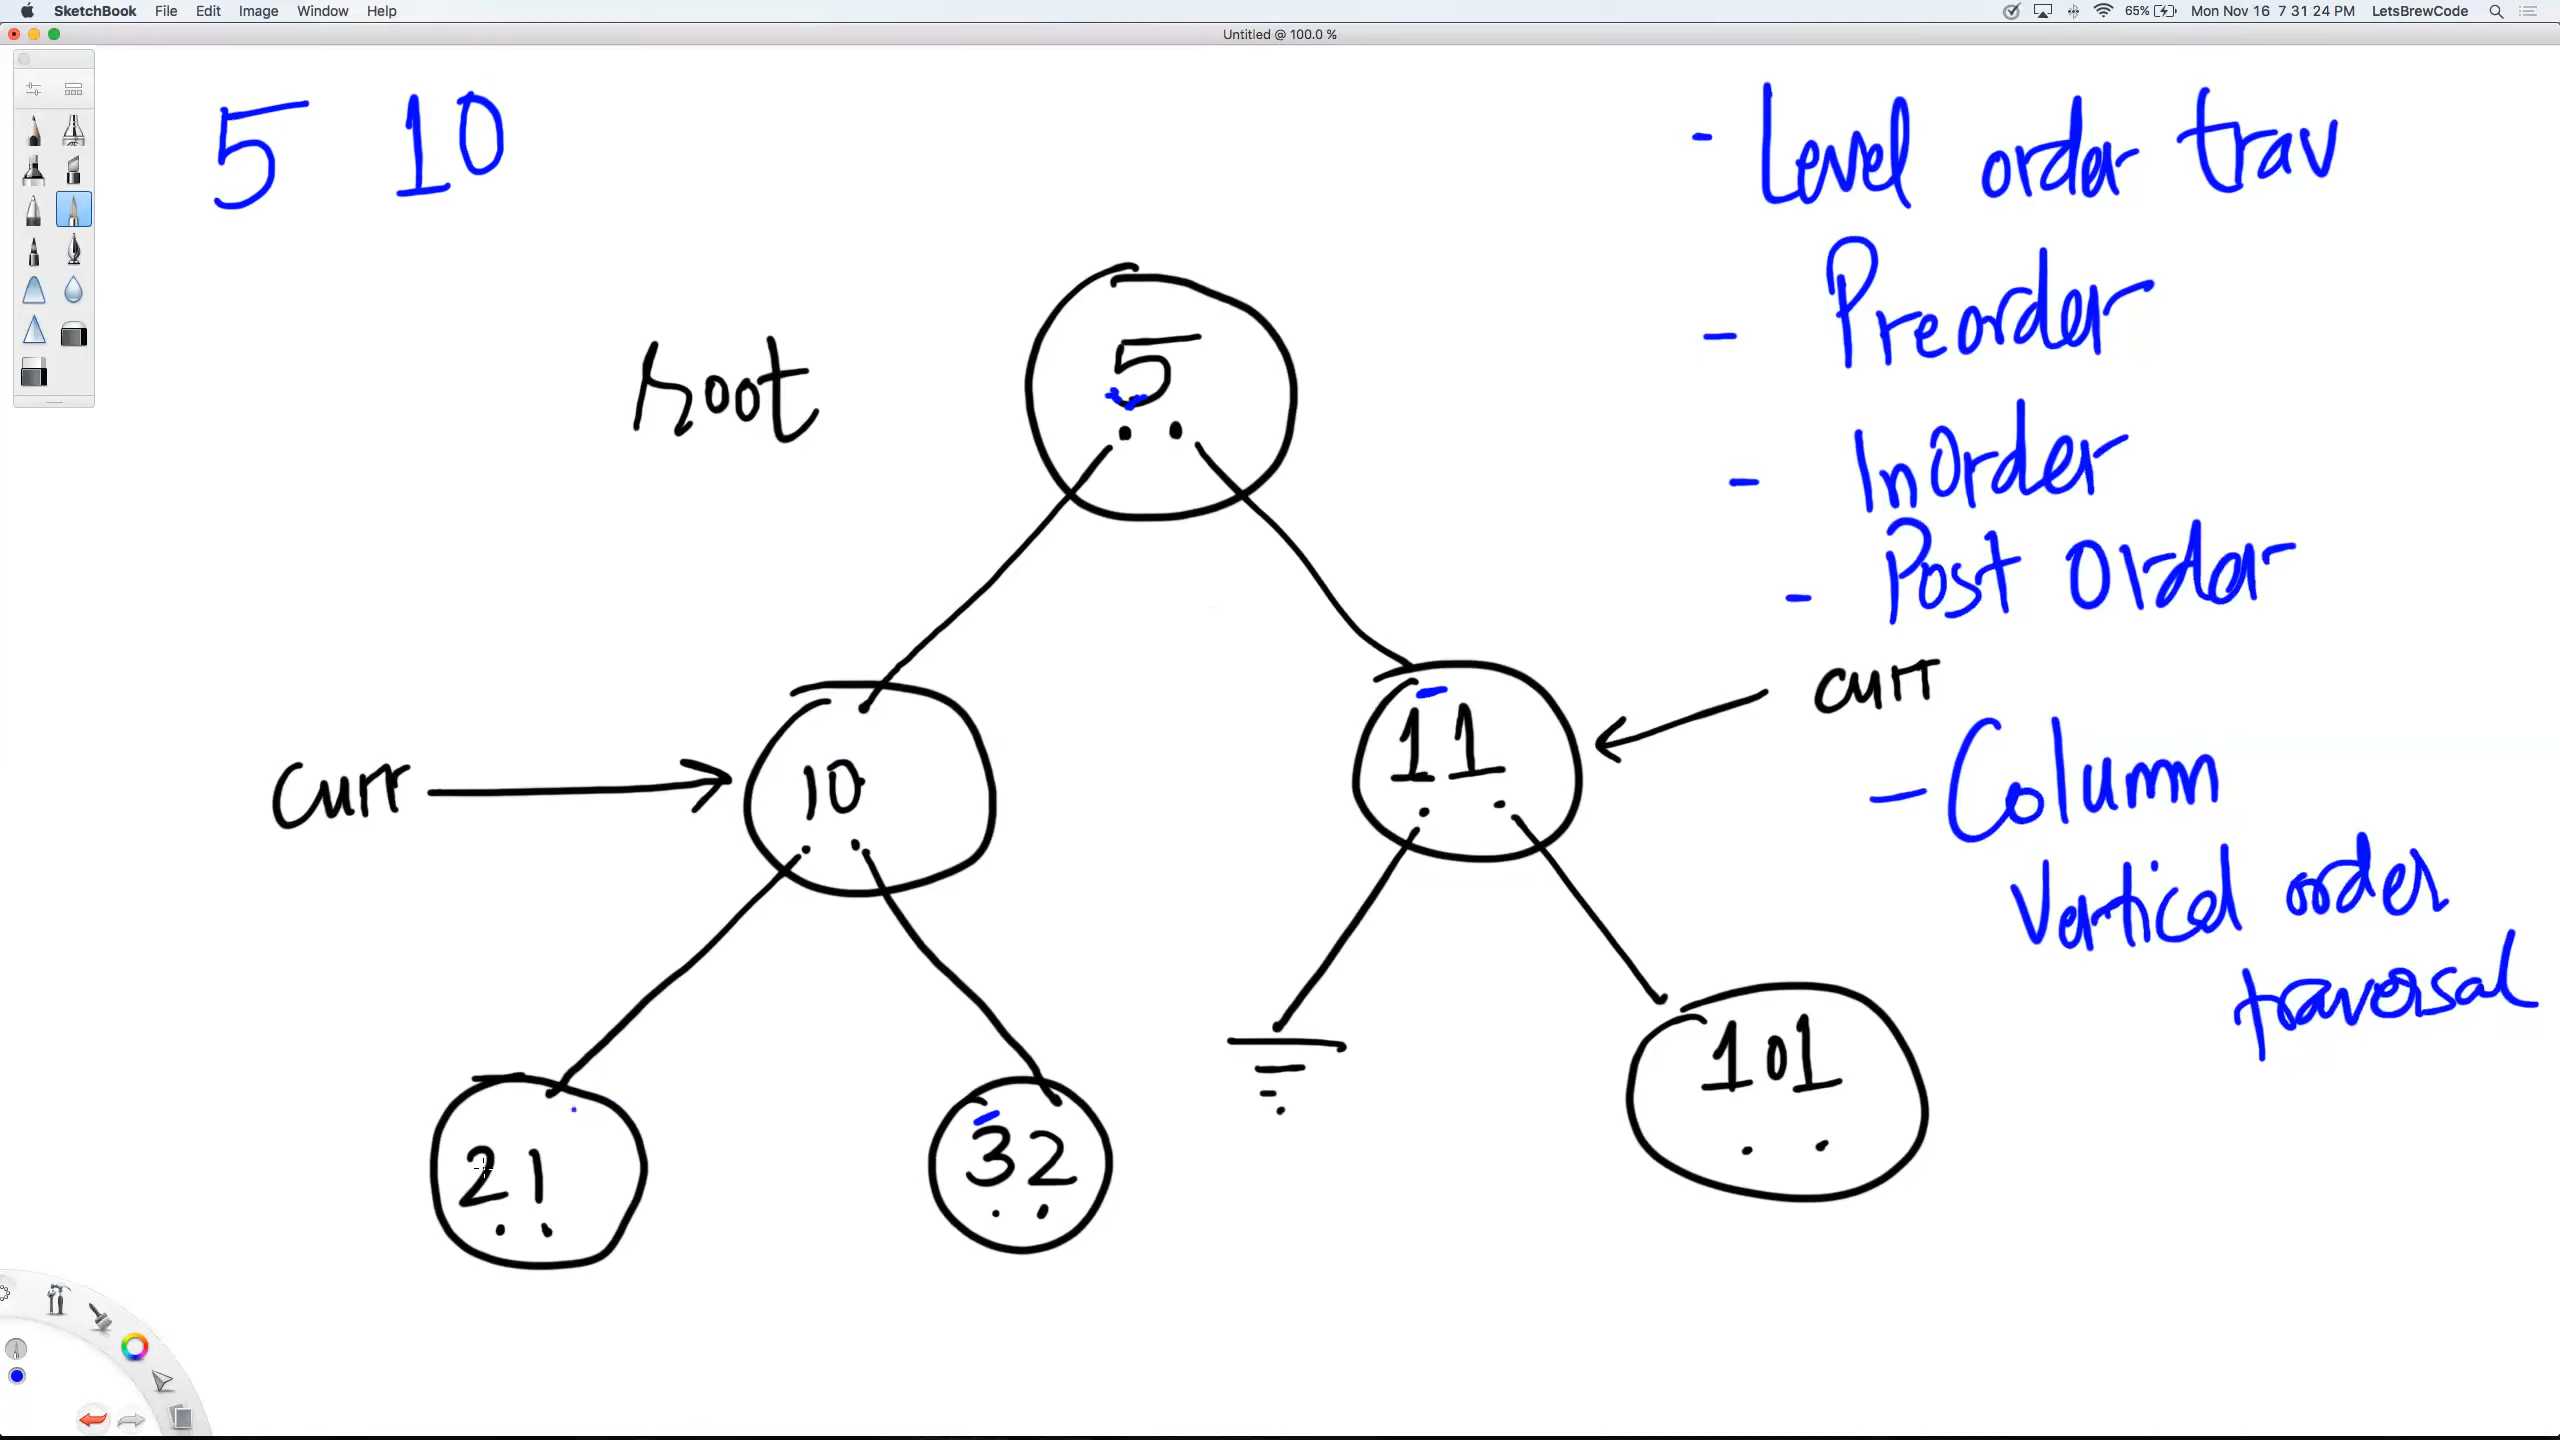 SketchBook File Edit Image Window Help 65% Mon Nov 16 7 31 24 PM LetsBrewCode
Untitled @ 100.0 %
5 10
- Level order trav
- Preorder
- InOrder
- Post Order
root
5
curr
10
11
curr
- Column
Vertical order
traversal
21
32
101